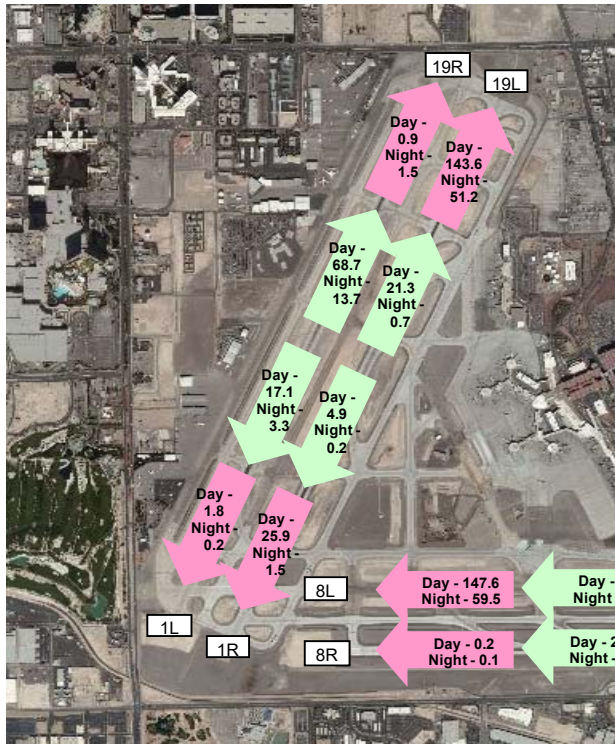 19R
19L
Day -
0.9
Night -
1.5
Day -
143.6
Night -
51.2
Day -
68.7
Night -
13.7
Day -
21.3
Night -
0.7
Day -
17.1
Night -
3.3
Day -
4.9
Night -
0.2
Day -
1.8
Night -
0.2
Day -
25.9
Night -
1.5
8L
Day - 147.6
Night - 59.5
Day -
Night
1L
1R
8R
Day - 0.2
Night - 0.1
Day - 2
Night -